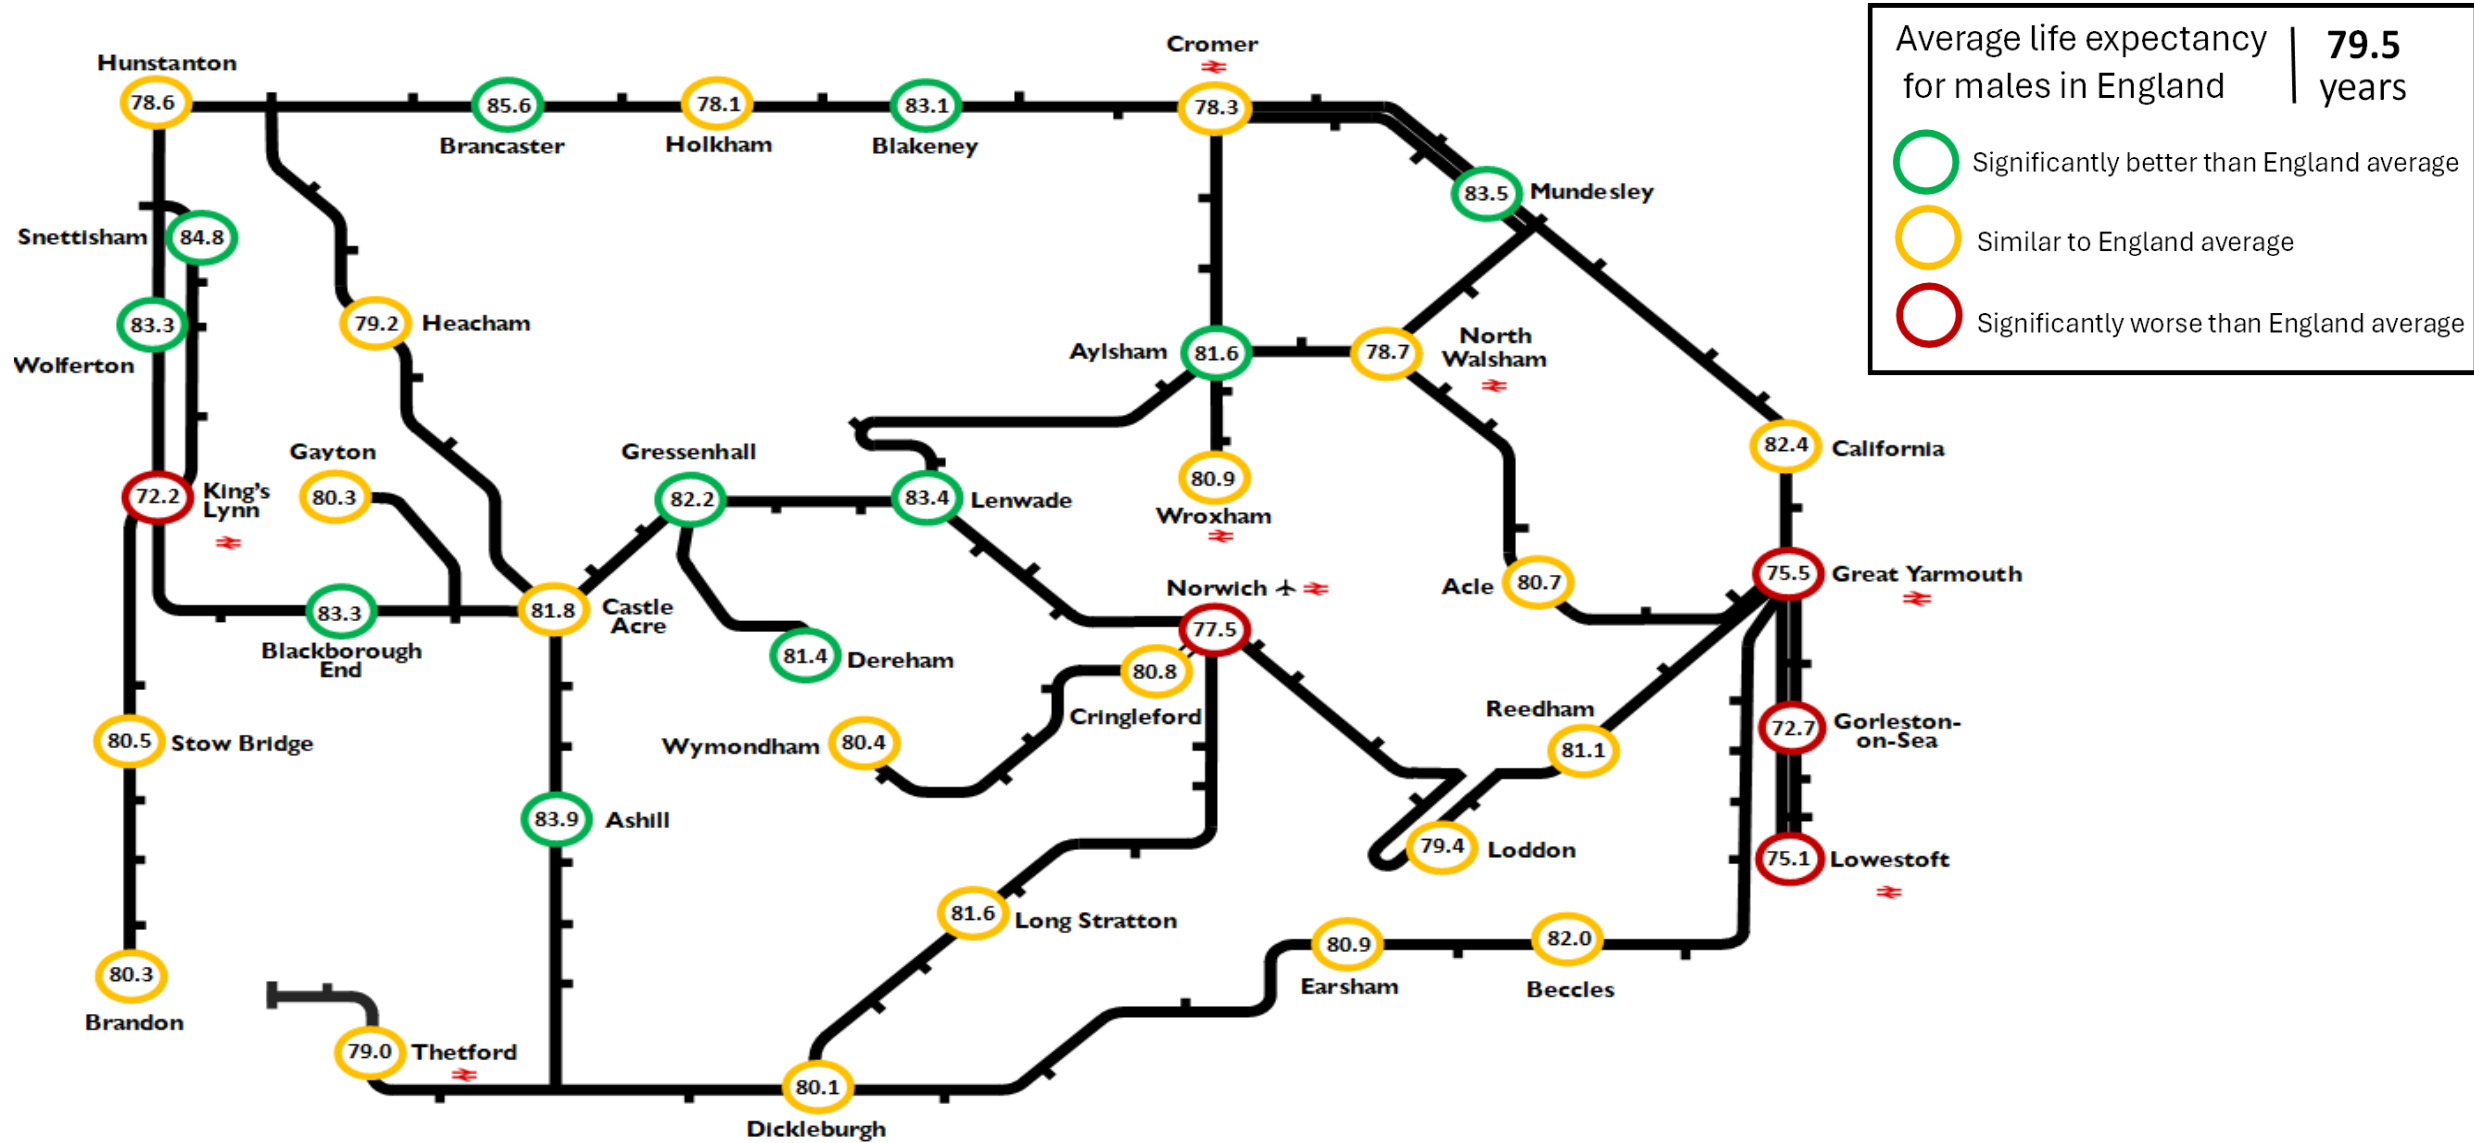 Average life expectancy
for males in England
79.5
years
Significantly better than England average
Similar to England average
Significantly worse than England average
Cromer
78.3
Hunstanton
78.6
85.6
Brancaster
78.1
Holkham
83.1
Blakeney
83.5
Mundesley
Snettisham
84.8
83.3
Wolferton
79.2
Heacham
Aylsham
81.6
78.7
North
Walsham
82.4
California
Gayton
80.3
72.2
King's
Lynn
Gressenhall
82.2
83.4
Lenwade
80.9
Wroxham
75.5
Great Yarmouth
Acle
80.7
83.3
Blackborough
End
81.8
Castle
Acre
Norwich
77.5
81.4
Dereham
80.8
Cringleford
Wymondham
80.4
Reedham
81.1
72.7
Gorleston-
on-Sea
80.5
Stow Bridge
83.9
Ashill
79.4
Loddon
75.1
Lowestoft
81.6
Long Stratton
80.9
Earsham
82.0
Beccles
80.3
Brandon
79.0
Thetford
80.1
Dickleburgh